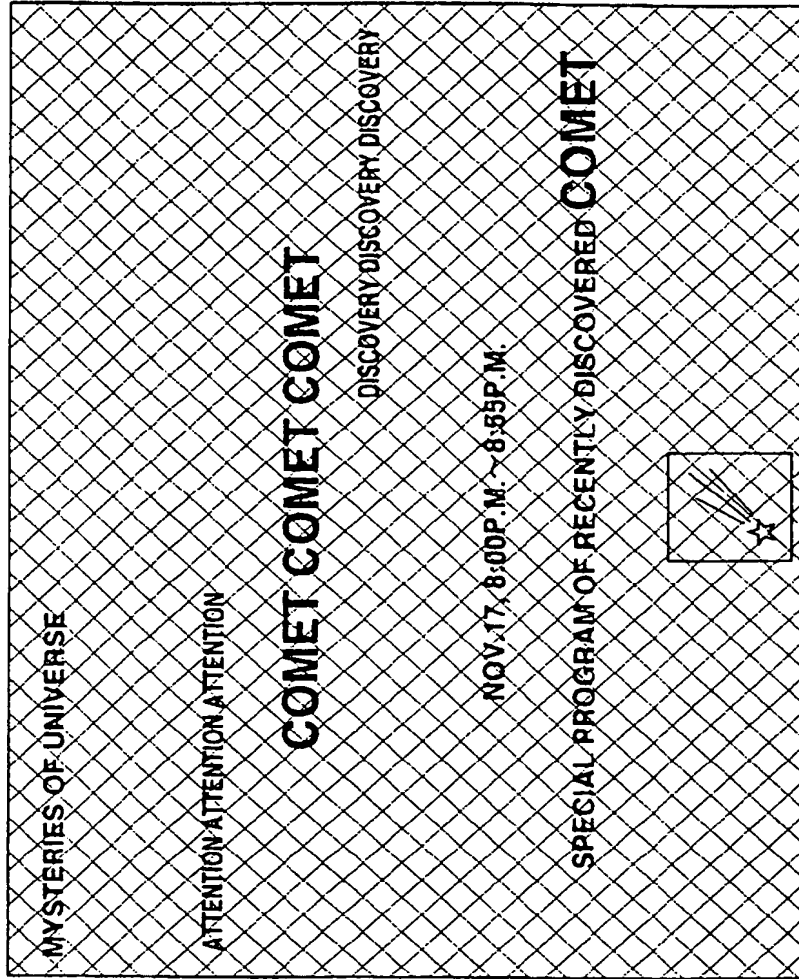 MYSTERIES OF UNIVERSE
ATTENTION ATTENTION ATTENTION
COMET COMET COMET
DISCOVERY DISCOVERY DISCOVERY
NOV.17, 8:00P.M.~8:55P.M.
SPECIAL PROGRAM OF RECENTLY DISCOVERED COMET